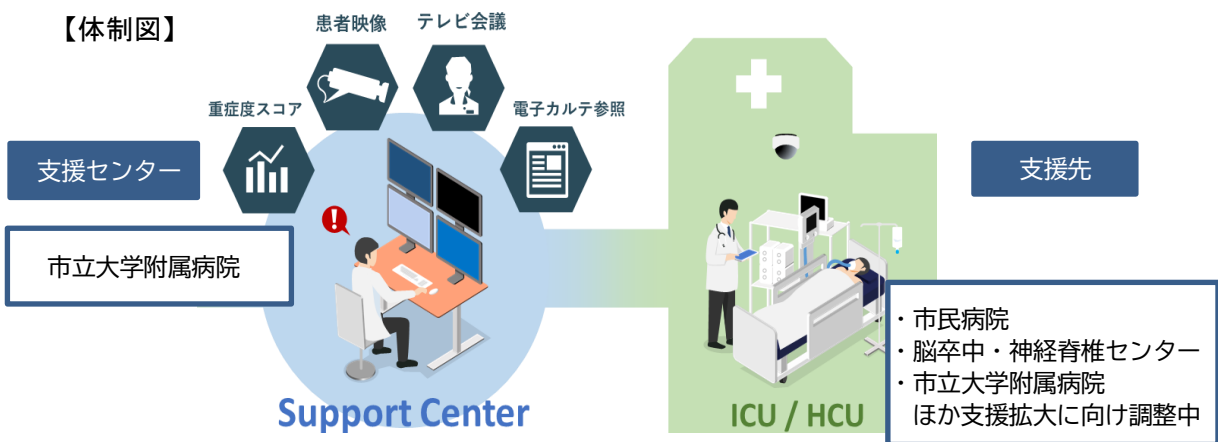 【体制図】
患者映像
テレビ会議
重症度スコア
電子カルテ参照
支援センター
支援先
市立大学附属病院
・市民病院
・脳卒中・神経脊椎センター
・市立大学附属病院
ほか支援拡大に向け調整中
Support Center
ICU / HCU